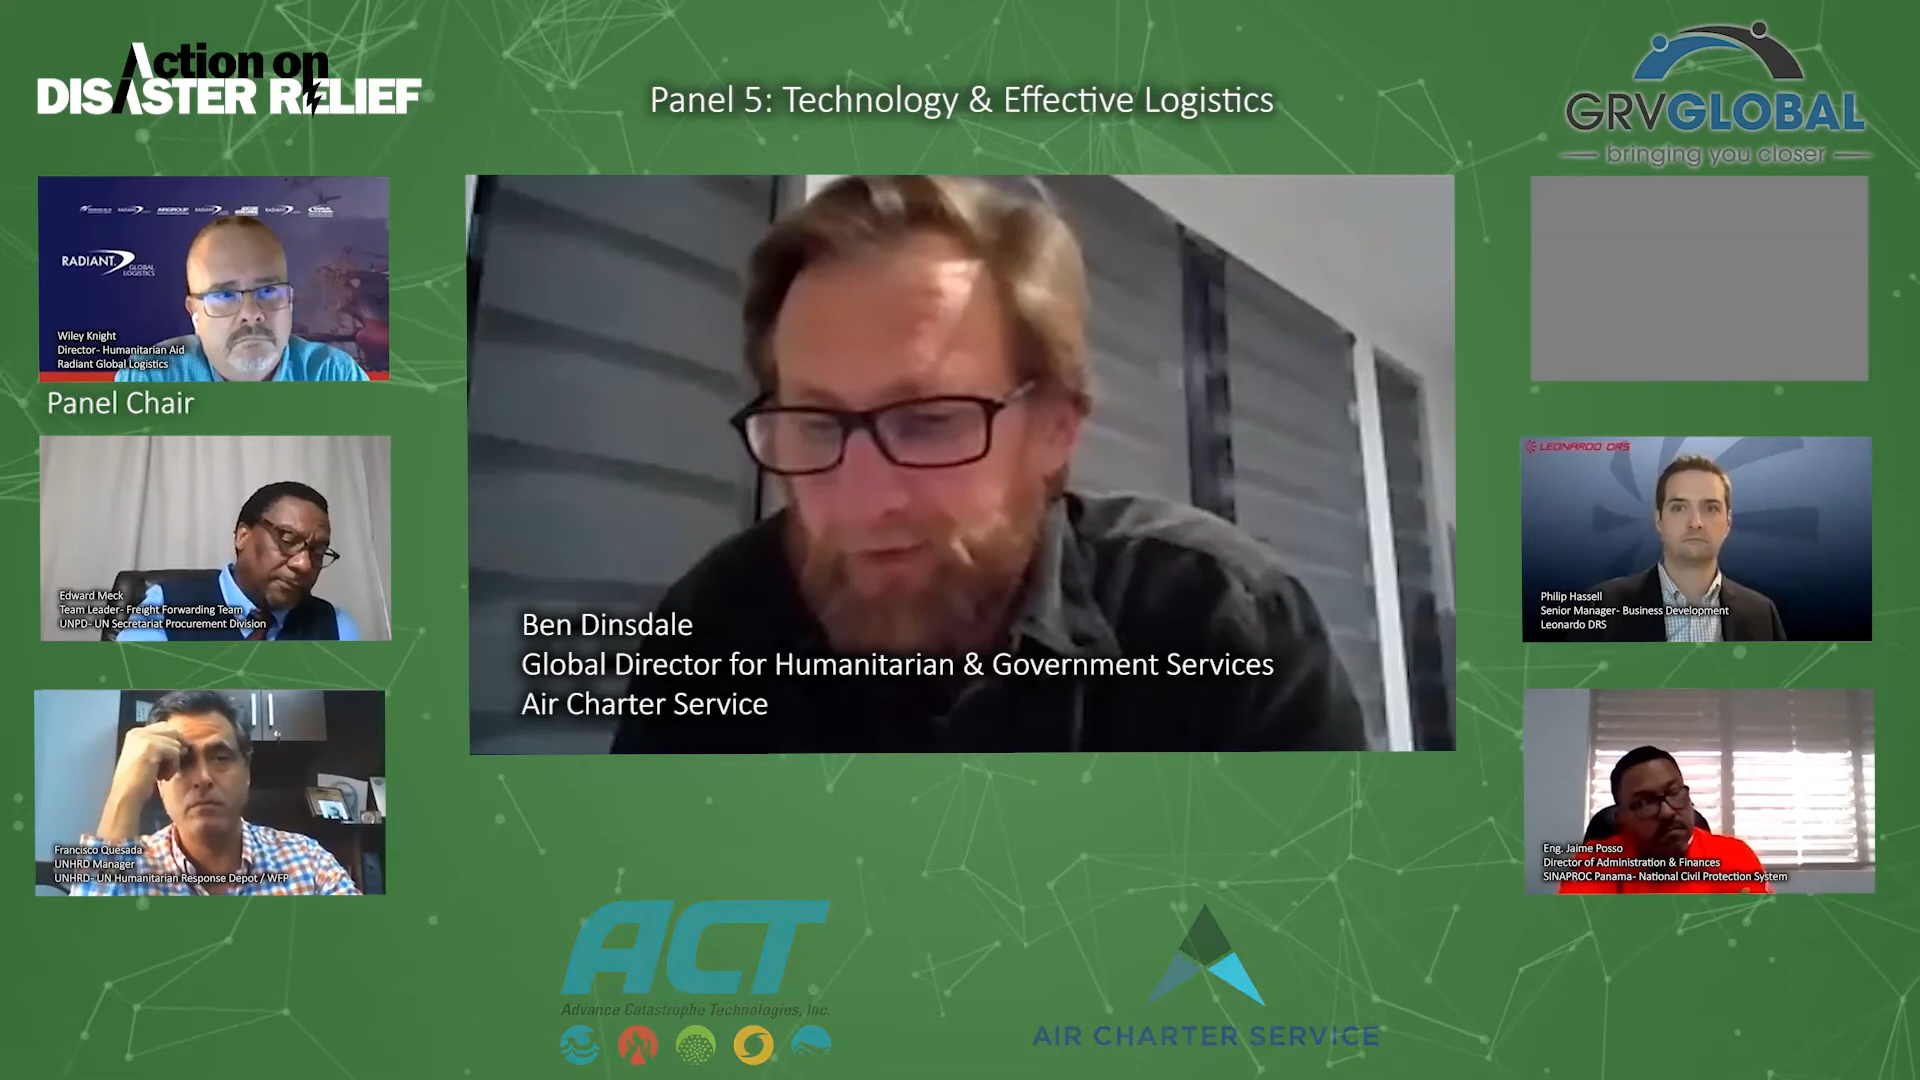 Action on
DISASTER RELIEF
Panel 5: Technology & Effective Logistics
GRVGLOBAL
bringing you closer
RADIANT
GLOBAL
LOGISTICS
Wiley Knight
Director- Humanitarian Aid
Radiant Global Logistics
Panel Chair
Edward Meck
Team Leader- Freight Forwarding Team
UNPD- UN Secretariat Procurement Division
Francisco Quesada
UNHRD Manager
UNHRD- UN Humanitarian Response Depot / WFP
Ben Dinsdale
Global Director for Humanitarian & Government Services
Air Charter Service
LEONARDO DRS
Philip Hassell
Senior Manager- Business Development
Leonardo DRS
Eng. Jaime Posso
Director of Administration & Finances
SINAPROC Panama- National Civil Protection System
ACT
Advance Catastrophe Technologies, Inc.
AIR CHARTER SERVICE